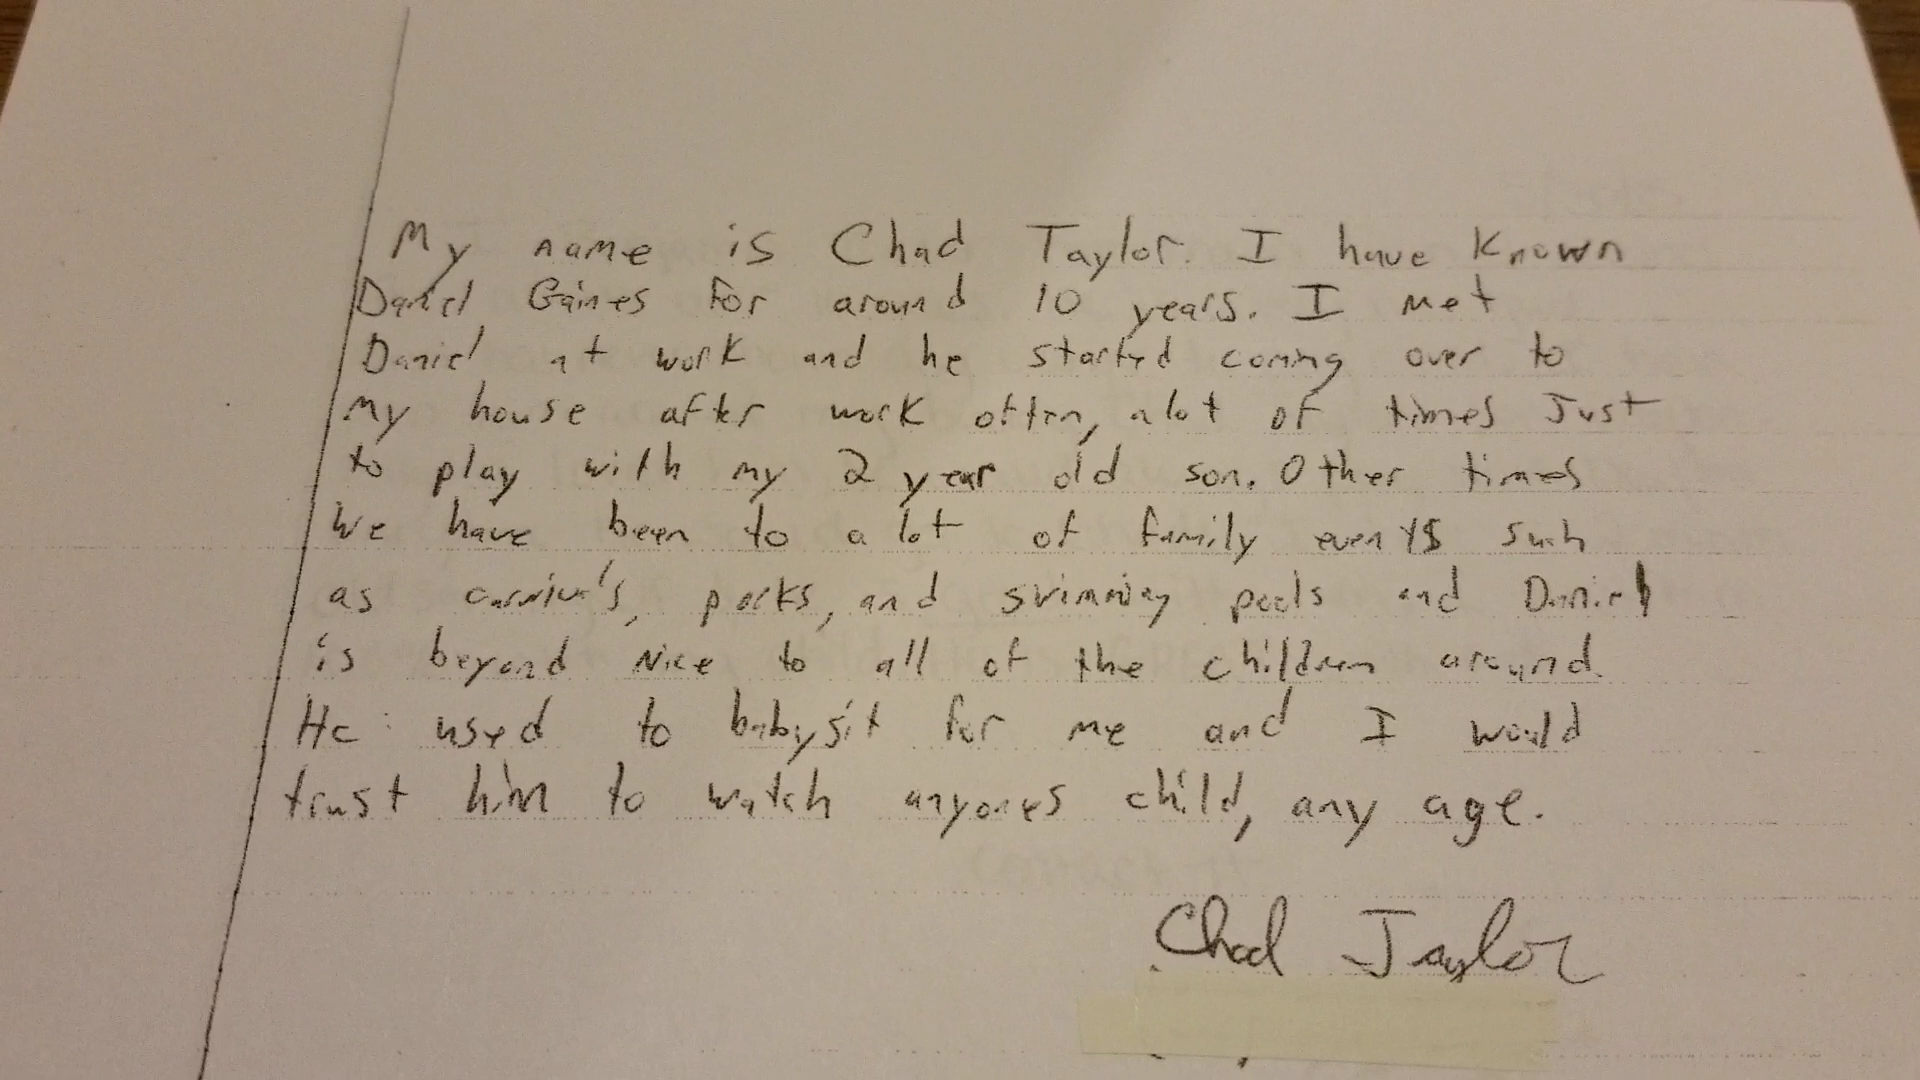 My name is Chad Taylor. I have known
Daniel Gaines for around 10 years. I met
Daniel at work and he started coming over to
my house after work often, alot of times Just
to play with my 2 year old son. Other times
We have been to a lot of family events such
as carnival's, parks, and swimming pools and Daniel
is beyond Nice to all of the children around.
He used to babysit for me and I would
trust him to watch anyones child, any age.
Chad Taylor